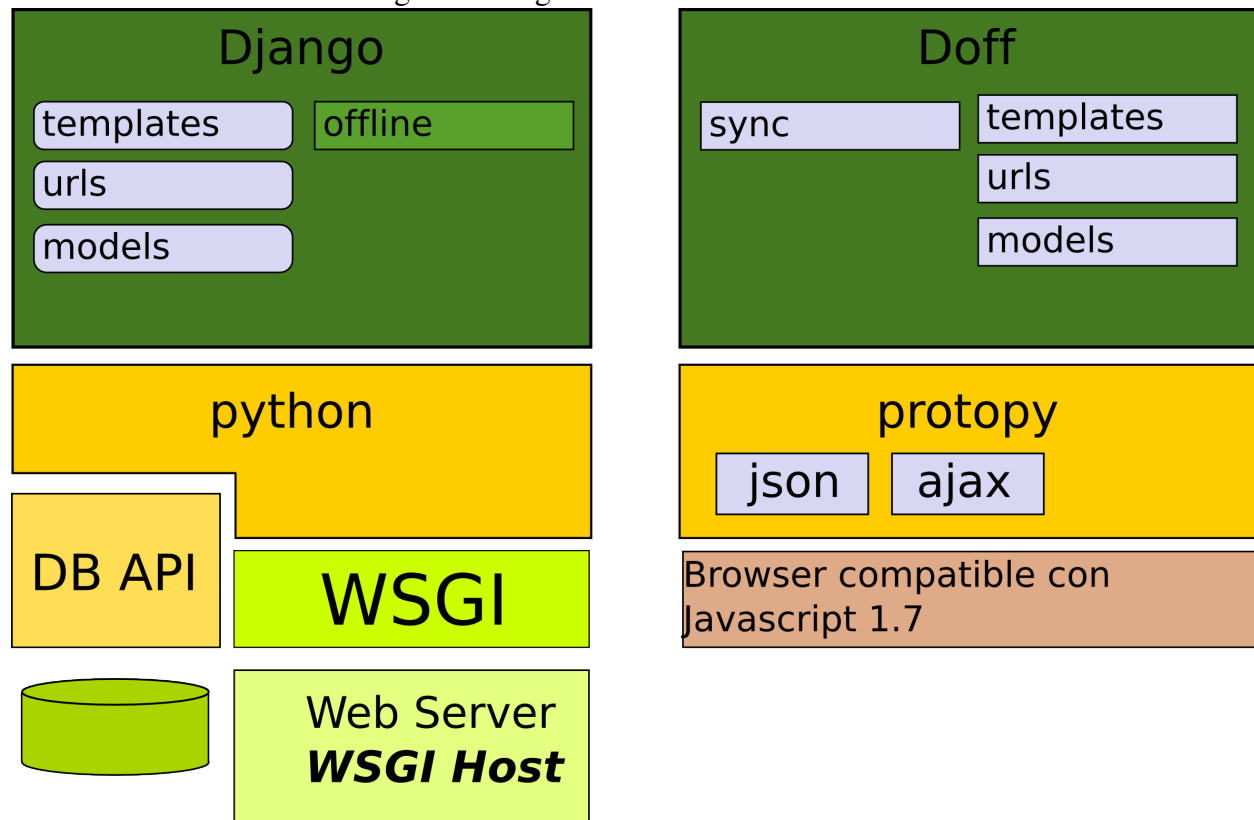 Django
templates
offline
urls
models
python
DB API
WSGI
Web Server
WSGI Host
Doff
sync
templates
urls
models
protopy
json
ajax
Browser compatible con
Javascript 1.7